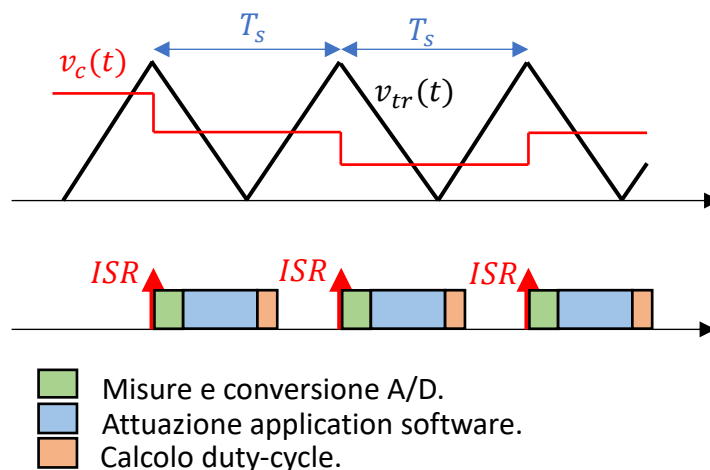 T_s T_s
v_c(t)
v_tr(t)
ISR ISR ISR
Misure e conversione A/D.
Attuazione application software.
Calcolo duty-cycle.